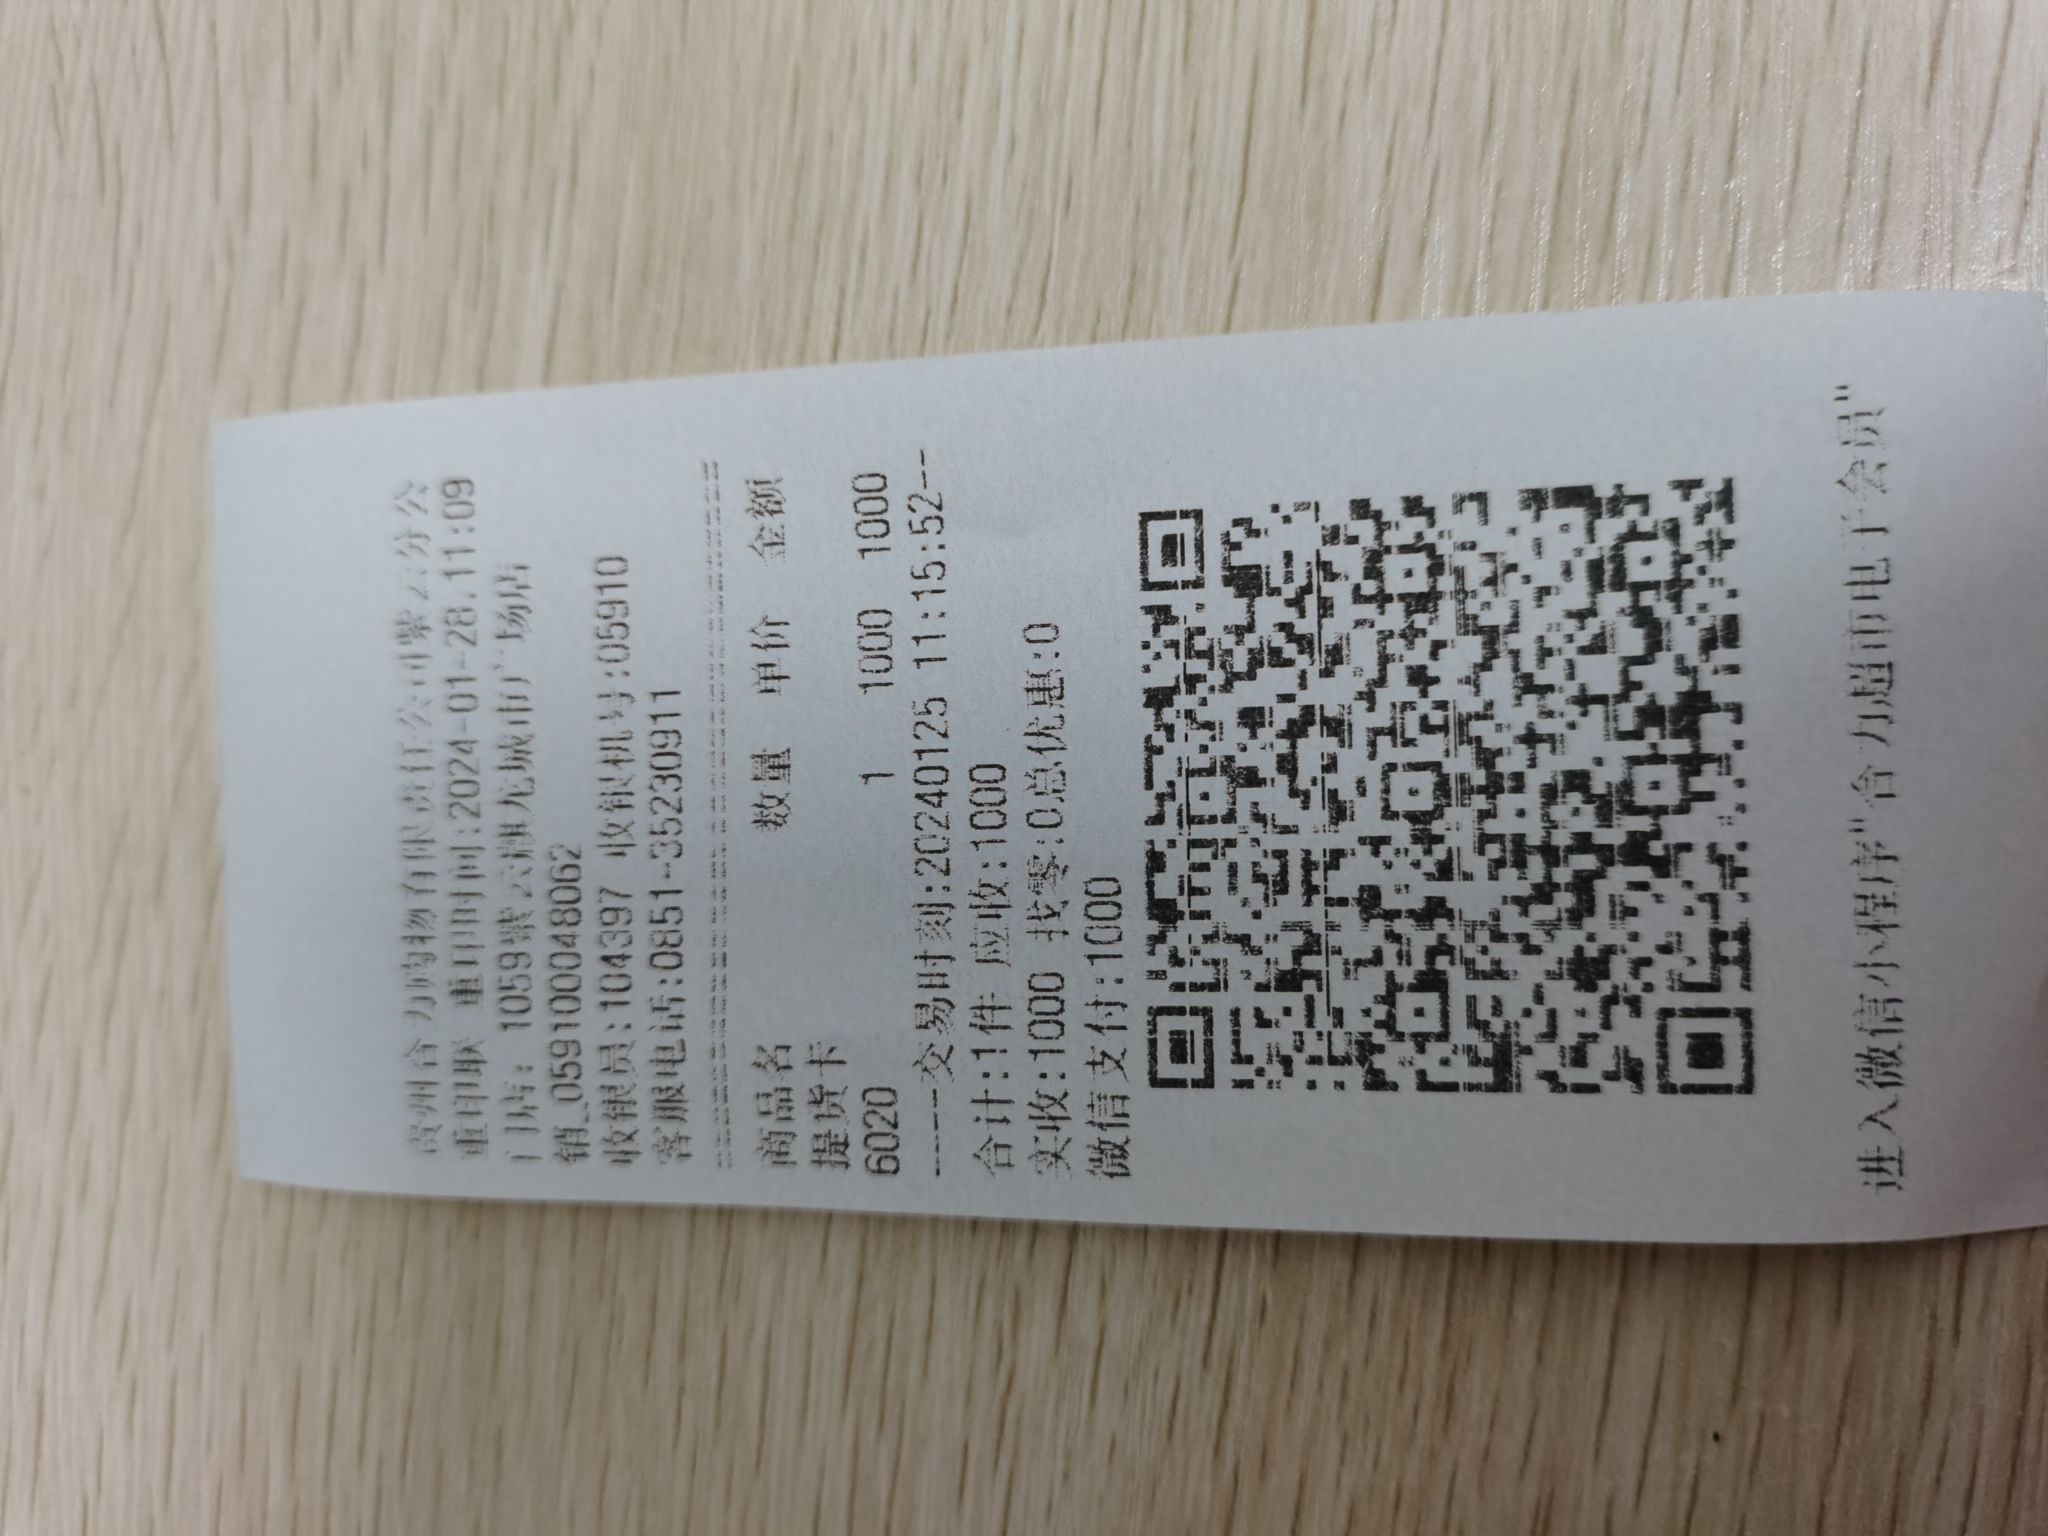 贵州合力购物有限责任公司紫云分公
重印联 重印时间:2024-01-28.11:09
门店: 1059紫云麒龙城市广场店
销_0591000048062
收银员:104397 收银机号:05910
客服电话:0851-35230911
================================
商品名 数量 单价 金额
提货卡
6020 1 1000 1000
-----交易时刻:20240125 11:15:52--
合计:1件 应收:1000
实收:1000 找零:0总优惠:0
微信支付:1000
进入微信小程序"合力超市电子会员"